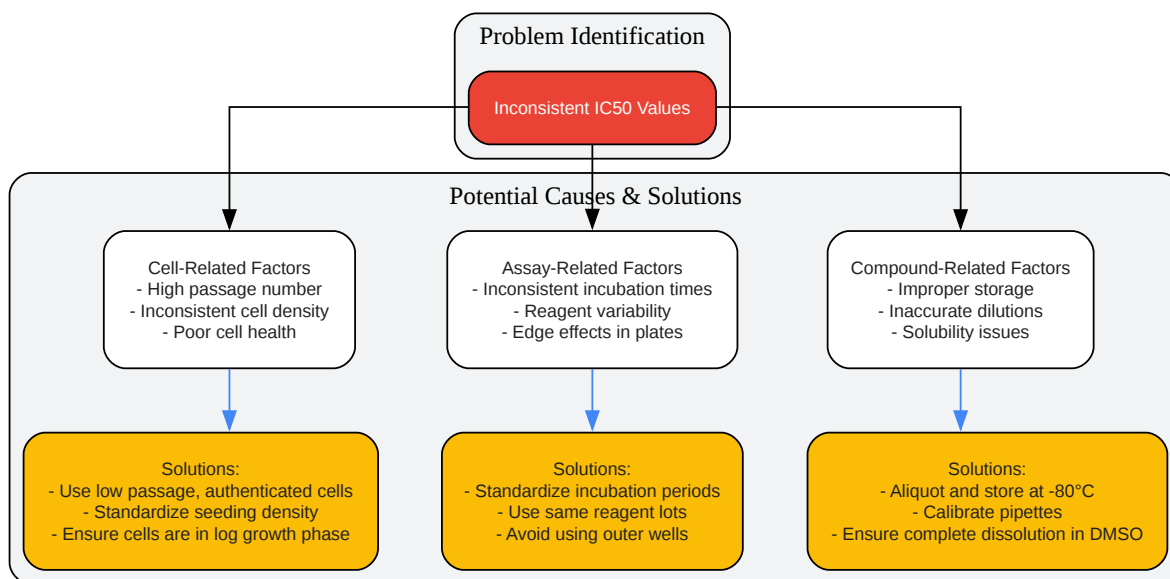 Problem Identification
Inconsistent IC50 Values
Potential Causes & Solutions
Cell-Related Factors
- High passage number
- Inconsistent cell density
- Poor cell health
Assay-Related Factors
- Inconsistent incubation times
- Reagent variability
- Edge effects in plates
Compound-Related Factors
- Improper storage
- Inaccurate dilutions
- Solubility issues
Solutions:
- Use low passage, authenticated cells
- Standardize seeding density
- Ensure cells are in log growth phase
Solutions:
- Standardize incubation periods
- Use same reagent lots
- Avoid using outer wells
Solutions:
- Aliquot and store at -80°C
- Calibrate pipettes
- Ensure complete dissolution in DMSO